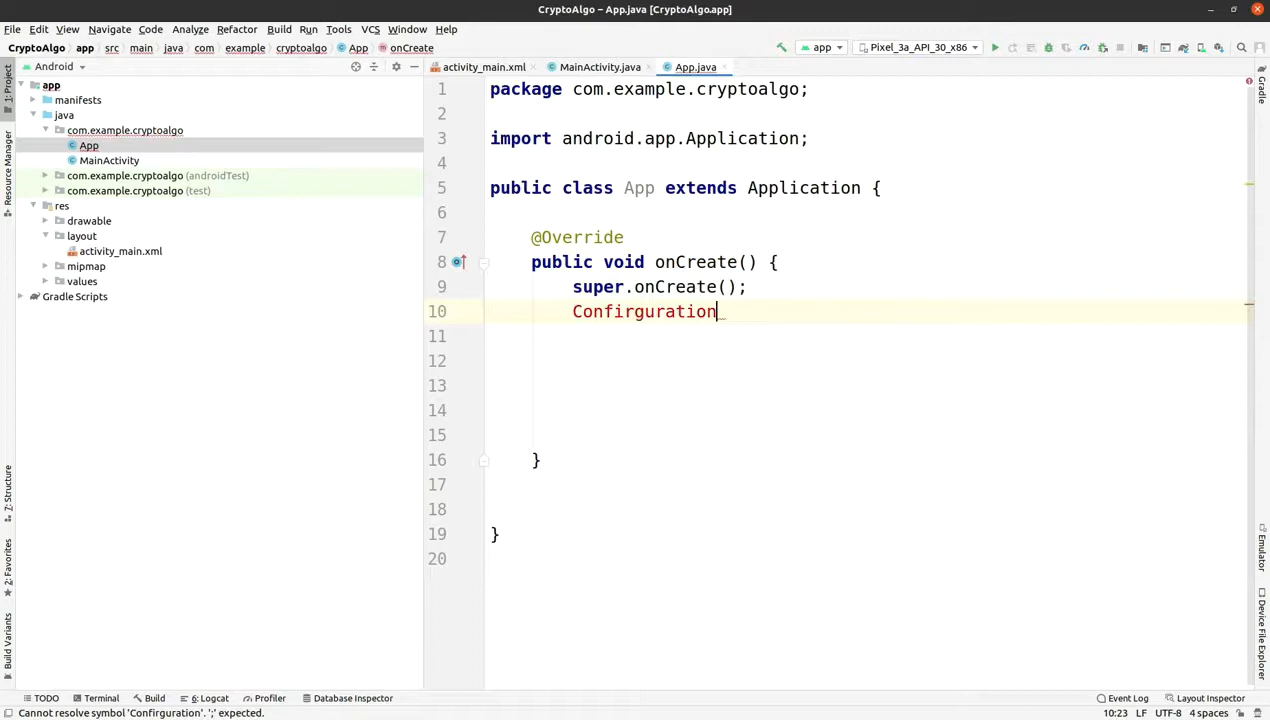 CryptoAlgo – App.java [CryptoAlgo.app]
File Edit View Navigate Code Analyze Refactor Build Run Tools VCS Window Help
CryptoAlgo app src main java com example cryptoalgo App onCreate
app Pixel_3a_API_30_x86
Android
activity_main.xml MainActivity.java App.java
1: Project
Resource Manager
7: Structure
2: Favorites
Build Variants
app
manifests
java
com.example.cryptoalgo
App
MainActivity
com.example.cryptoalgo (androidTest)
com.example.cryptoalgo (test)
res
drawable
layout
activity_main.xml
mipmap
values
Gradle Scripts
1 package com.example.cryptoalgo;
2
3 import android.app.Application;
4
5 public class App extends Application {
6
7 @Override
8 public void onCreate() {
9 super.onCreate();
10 Confirguration
11
12
13
14
15
16 }
17
18
19 }
20
Gradle
Emulator
Device File Explorer
TODO Terminal Build 6: Logcat Profiler Database Inspector Event Log Layout Inspector
Cannot resolve symbol 'Confirguration'. ';' expected. 10:23 LF UTF-8 4 spaces